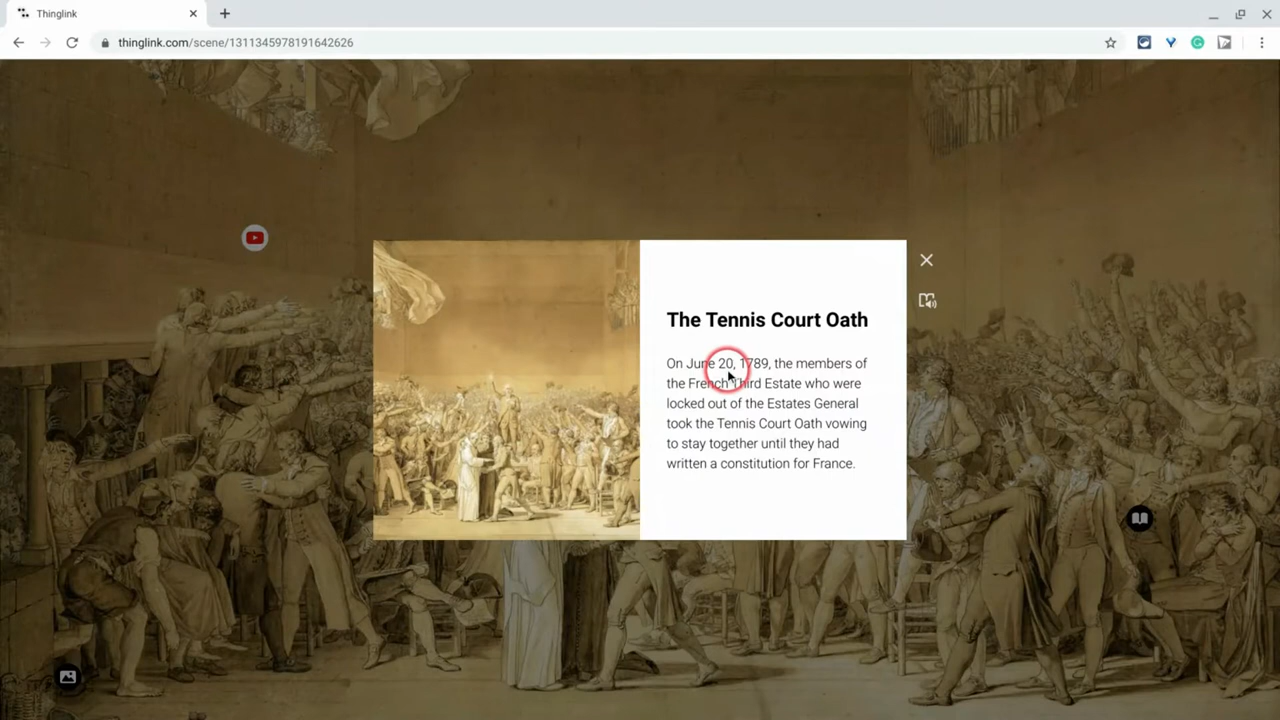 Thinglink
thinglink.com/scene/1311345978191642626
The Tennis Court Oath
On June 20, 1789, the members of
the French Third Estate who were
locked out of the Estates General
took the Tennis Court Oath vowing
to stay together until they had
written a constitution for France.